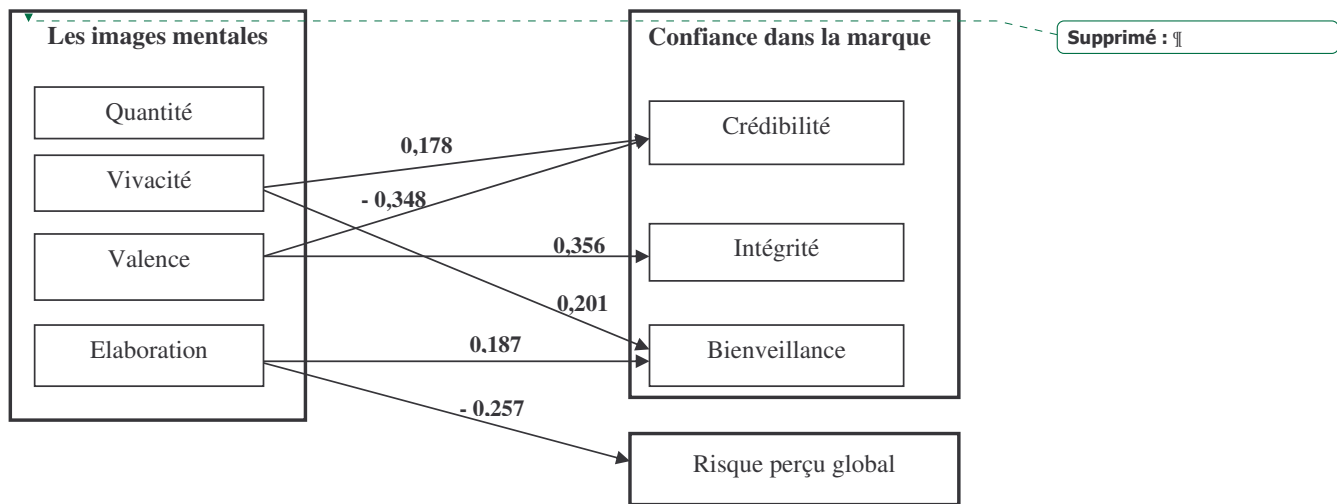 Les images mentales
Quantité
Vivacité
Valence
Elaboration
0,178
- 0,348
0,356
0,201
0,187
- 0,257
Confiance dans la marque
Crédibilité
Intégrité
Bienveillance
Risque perçu global
Supprimé : ¶